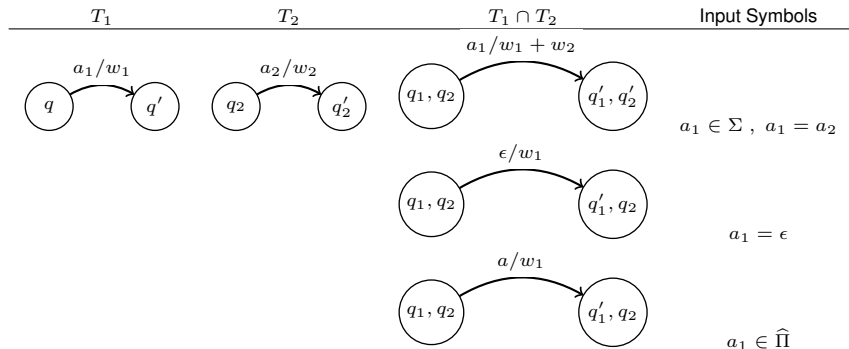 T₁ T₂ T₁ ∩ T₂ Input Symbols
a₁/w₁ a₂/w₂ a₁/w₁ + w₂
q q′ q₂ q′₂ q₁, q₂ q′₁, q′₂
a₁ ∈ Σ , a₁ = a₂
ϵ/w₁
q₁, q₂ q′₁, q₂
a₁ = ϵ
a/w₁
q₁, q₂ q′₁, q₂
a₁ ∈ Π̂